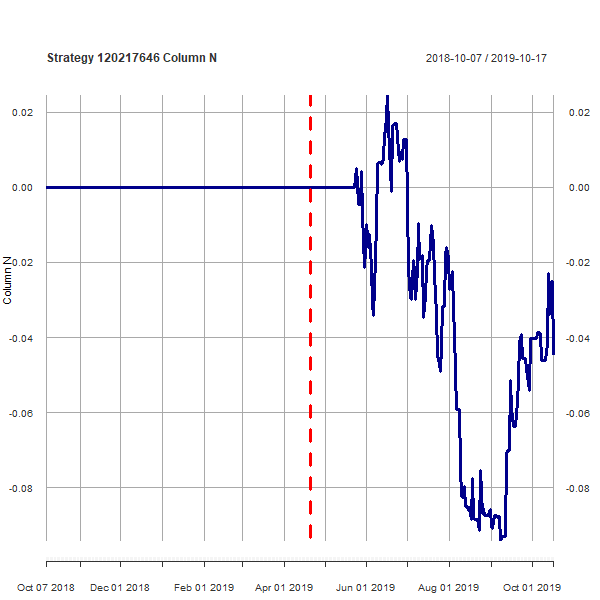 Strategy 120217646 Column N
2018-10-07 / 2019-10-17
0.02
0.02
0.00
0.00
-0.02
-0.02
Column N
-0.04
-0.04
-0.06
-0.06
-0.08
-0.08
Oct 07 2018
Dec 01 2018
Feb 01 2019
Apr 01 2019
Jun 01 2019
Aug 01 2019
Oct 01 2019